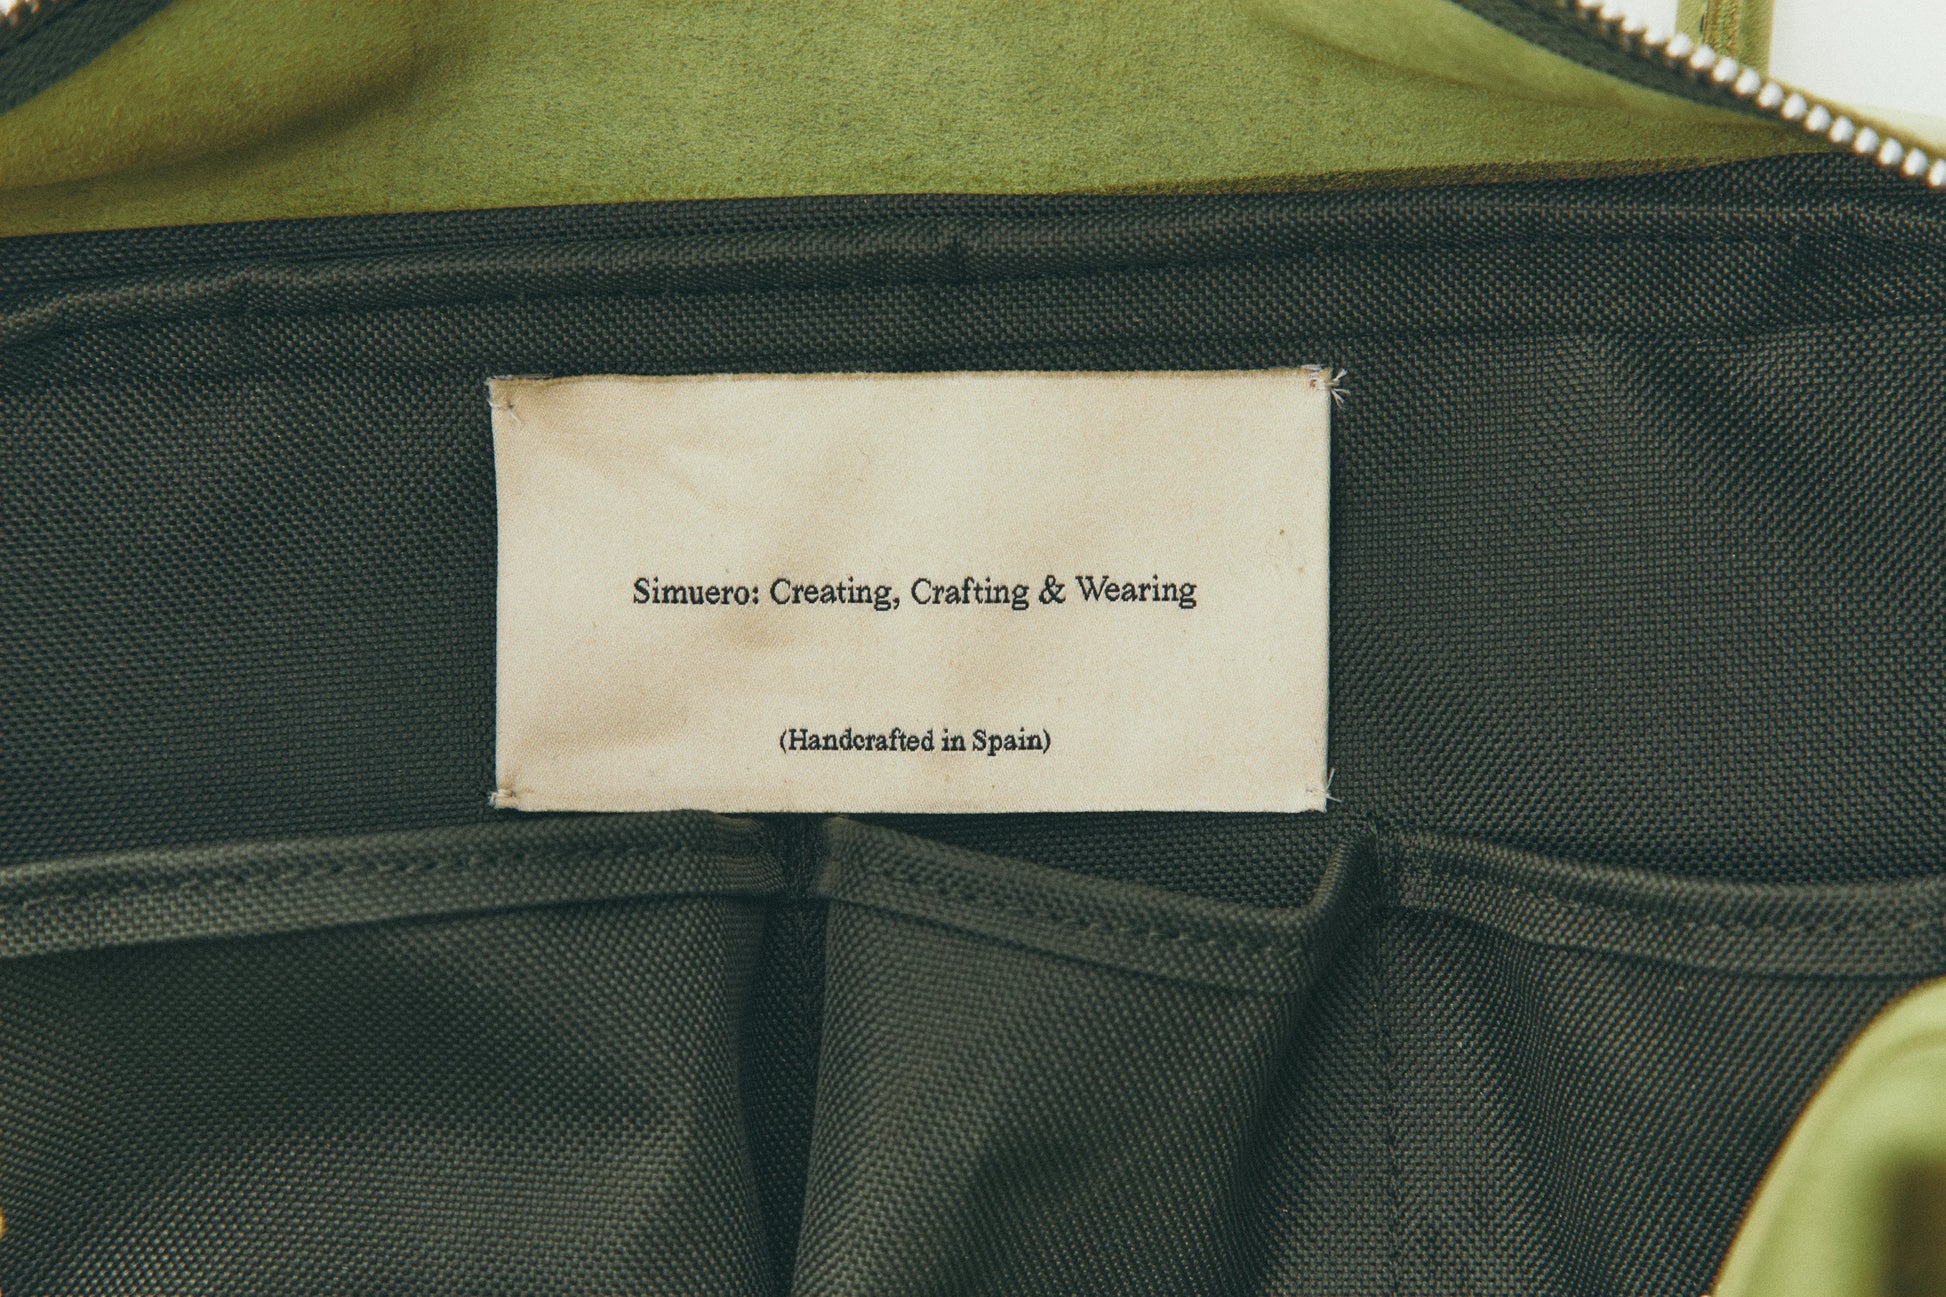 Simuero: Creating, Crafting & Wearing
(Handcrafted in Spain)